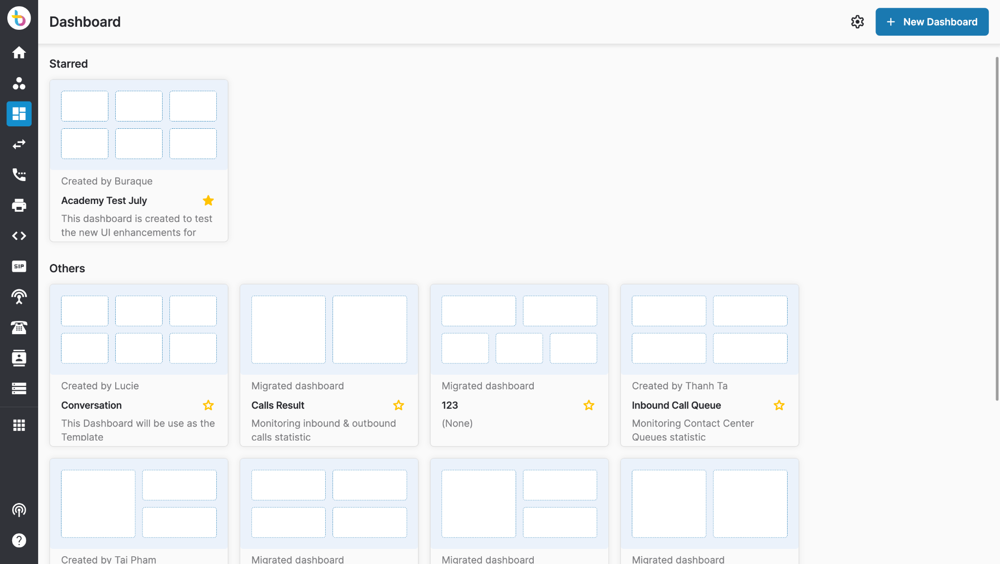 Dashboard
New Dashboard
Starred
Created by Buraque
Academy Test July
This dashboard is created to test
the new UI enhancements for
Others
Created by Lucie
Conversation
This Dashboard will be use as the
Template
Migrated dashboard
Calls Result
Monitoring inbound & outbound
calls statistic
Migrated dashboard
123
(None)
Created by Thanh Ta
Inbound Call Queue
Monitoring Contact Center
Queues statistic
Created by Tai Pham
Migrated dashboard
Migrated dashboard
Migrated dashboard
SIP